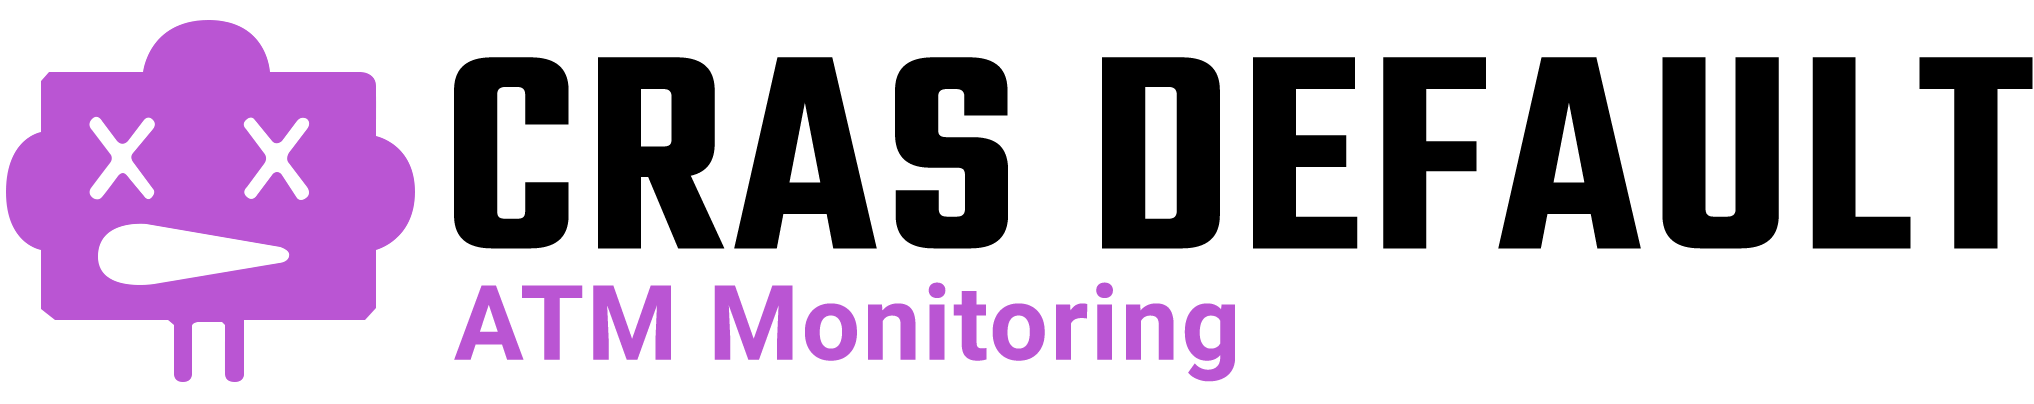 CRAS DEFAULT
ATM Monitoring